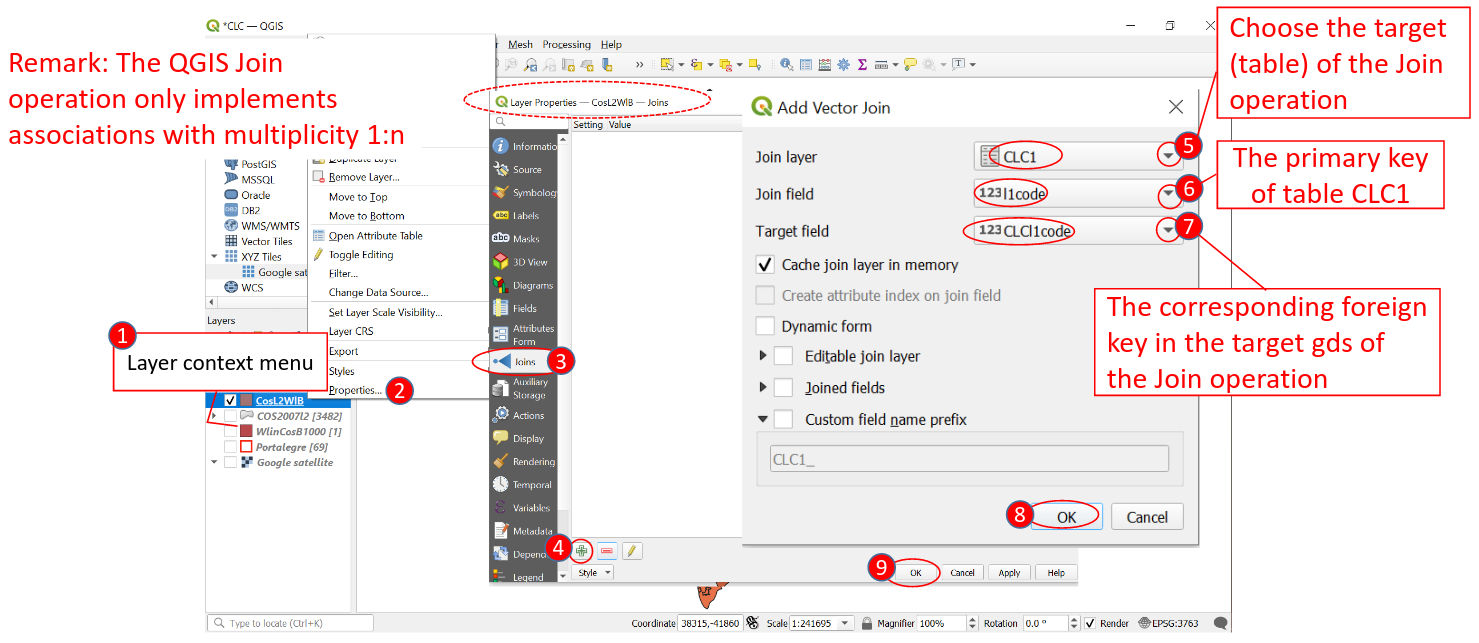 *CLC — QGIS
Remark: The QGIS Join
operation only implements
associations with multiplicity 1:n
Mesh Processing Help
Choose the target
(table) of the Join
operation
Layer Properties — CosL2WlB — Joins
Setting Value
Informatio
Source
Symbology
Labels
Masks
3D View
Diagrams
Fields
Attributes
Form
Joins
Auxiliary
Storage
Actions
Display
Rendering
Temporal
Variables
Metadata
Depend
Legend
Add Vector Join
Join layer
CLC1
5
Join field
123 l1code
6
The primary key
of table CLC1
Target field
123 CLCl1code
7
Cache join layer in memory
Create attribute index on join field
Dynamic form
Editable join layer
Joined fields
Custom field name prefix
CLC1_
8
OK
Cancel
The corresponding foreign
key in the target gds of
the Join operation
PostGIS
MSSQL
Oracle
DB2
WMS/WMTS
Vector Tiles
XYZ Tiles
Google sat
WCS
Duplicate Layer
Remove Layer...
Move to Top
Move to Bottom
Open Attribute Table
Toggle Editing
Filter...
Change Data Source...
Set Layer Scale Visibility...
Layer CRS
Export
Styles
Properties...
2
3
Layers
1
Layer context menu
CosL2WlB
COS2007l2 [3482]
WlinCosB1000 [1]
Portalegre [69]
Google satellite
4
Style
9
OK Cancel Apply Help
Type to locate (Ctrl+K)
Coordinate 38315,-41860 Scale 1:241695 Magnifier 100% Rotation 0.0 ° Render EPSG:3763